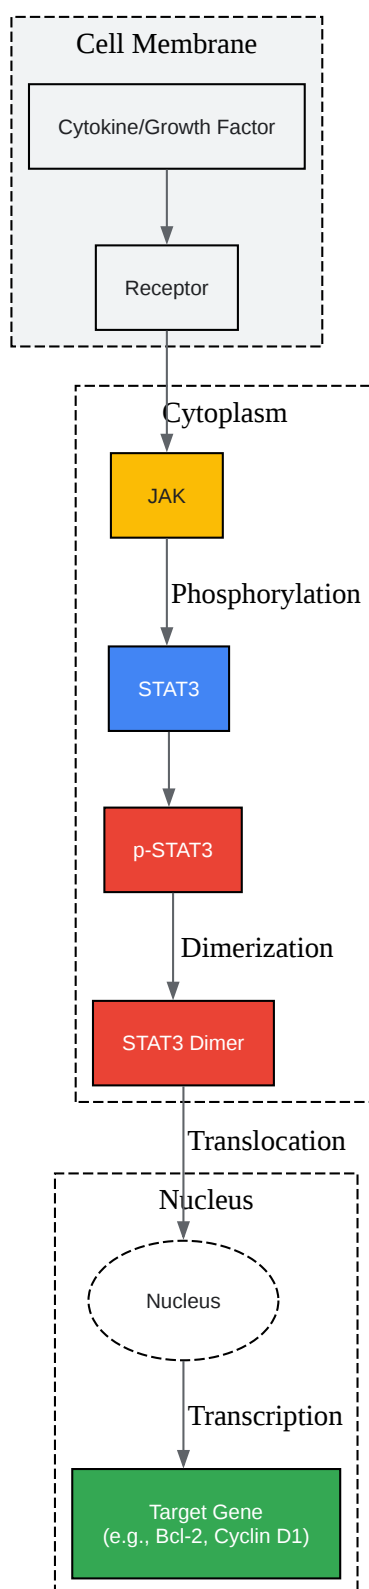 Cell Membrane
Cytokine/Growth Factor
Receptor
Cytoplasm
JAK
Phosphorylation
STAT3
p-STAT3
Dimerization
STAT3 Dimer
Translocation
Nucleus
Nucleus
Transcription
Target Gene
(e.g., Bcl-2, Cyclin D1)